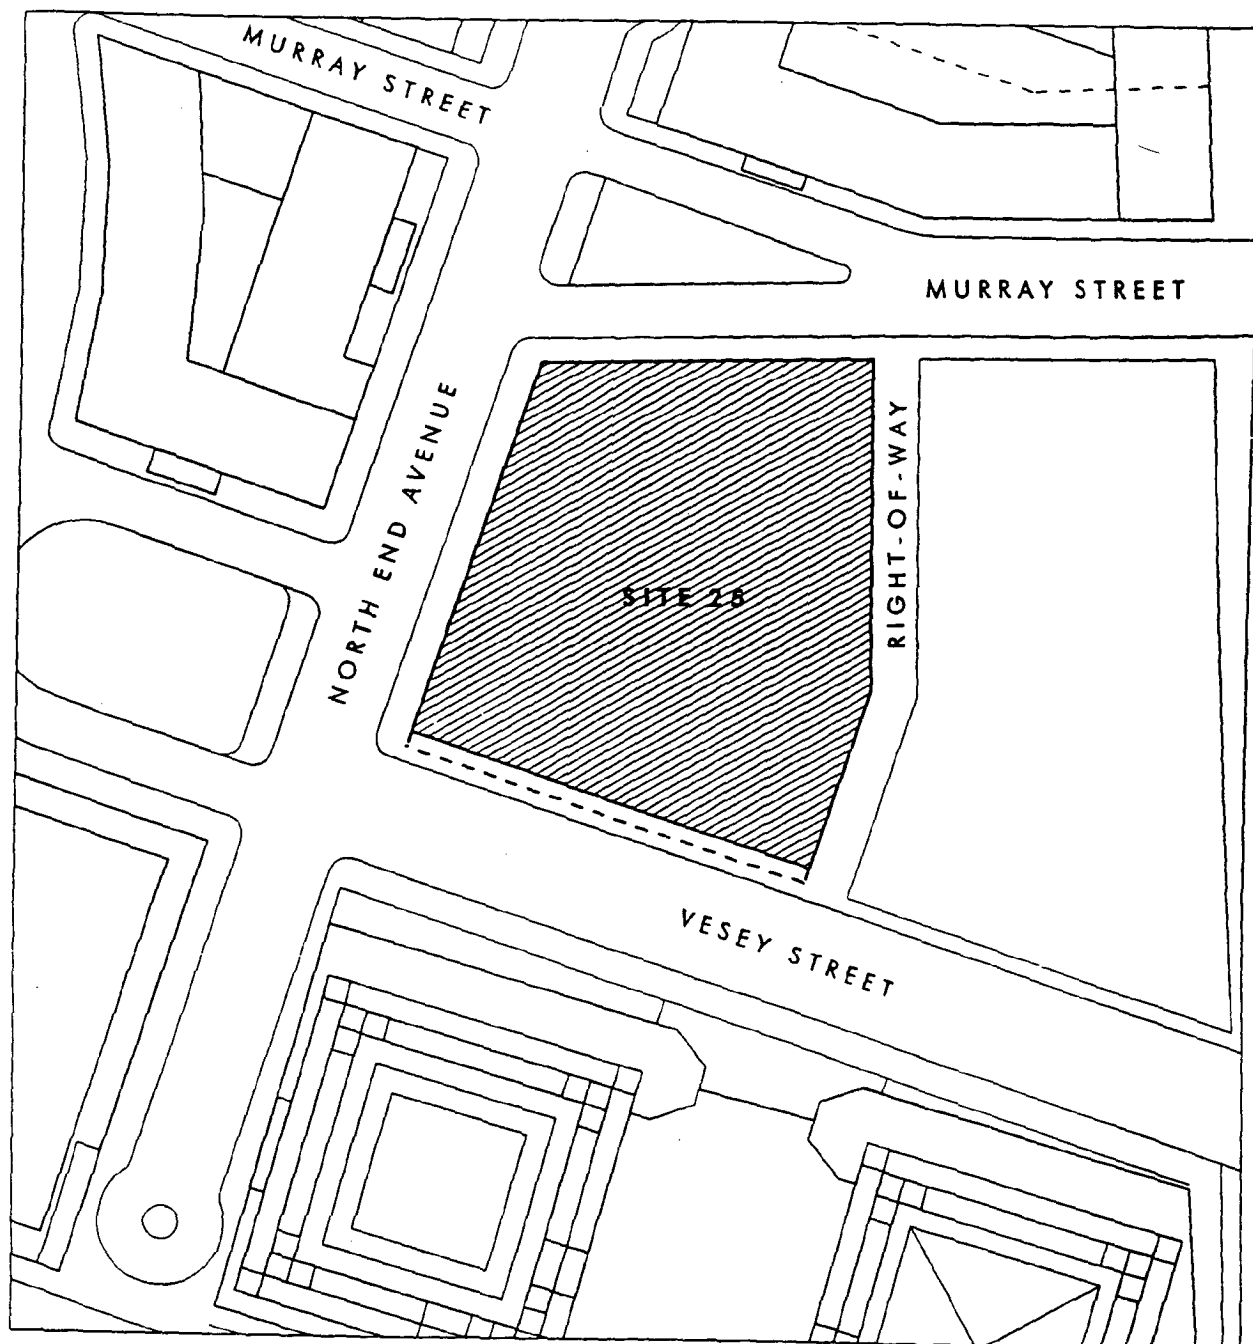 MURRAY STREET
MURRAY STREET
NORTH END AVENUE
RIGHT-OF-WAY
SITE 25
VESEY STREET